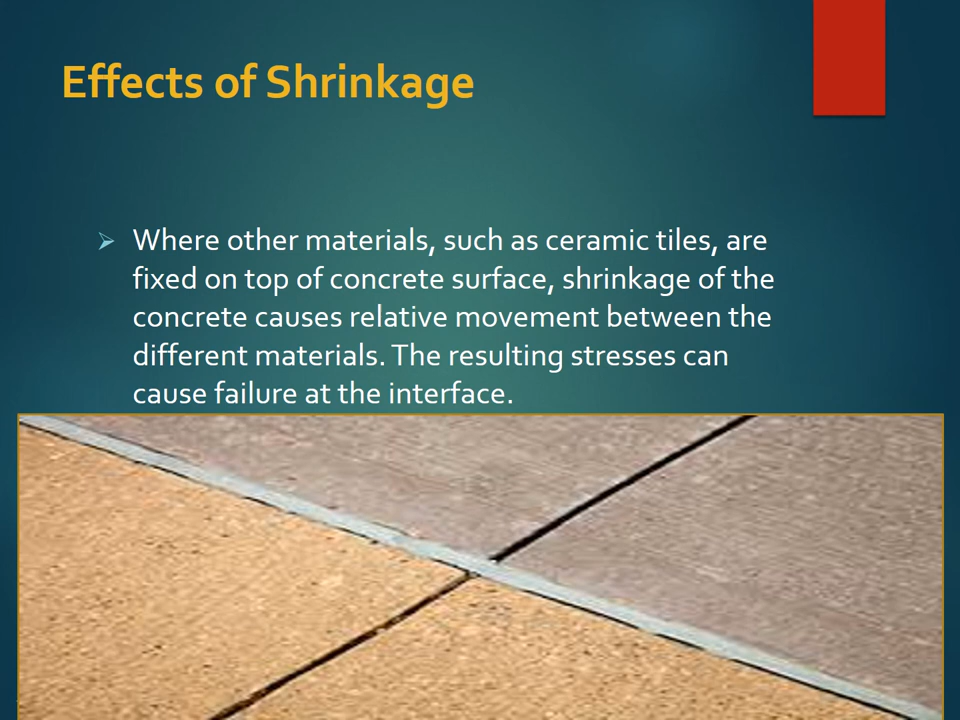 Effects of Shrinkage
Where other materials, such as ceramic tiles, are
fixed on top of concrete surface, shrinkage of the
concrete causes relative movement between the
different materials. The resulting stresses can
cause failure at the interface.